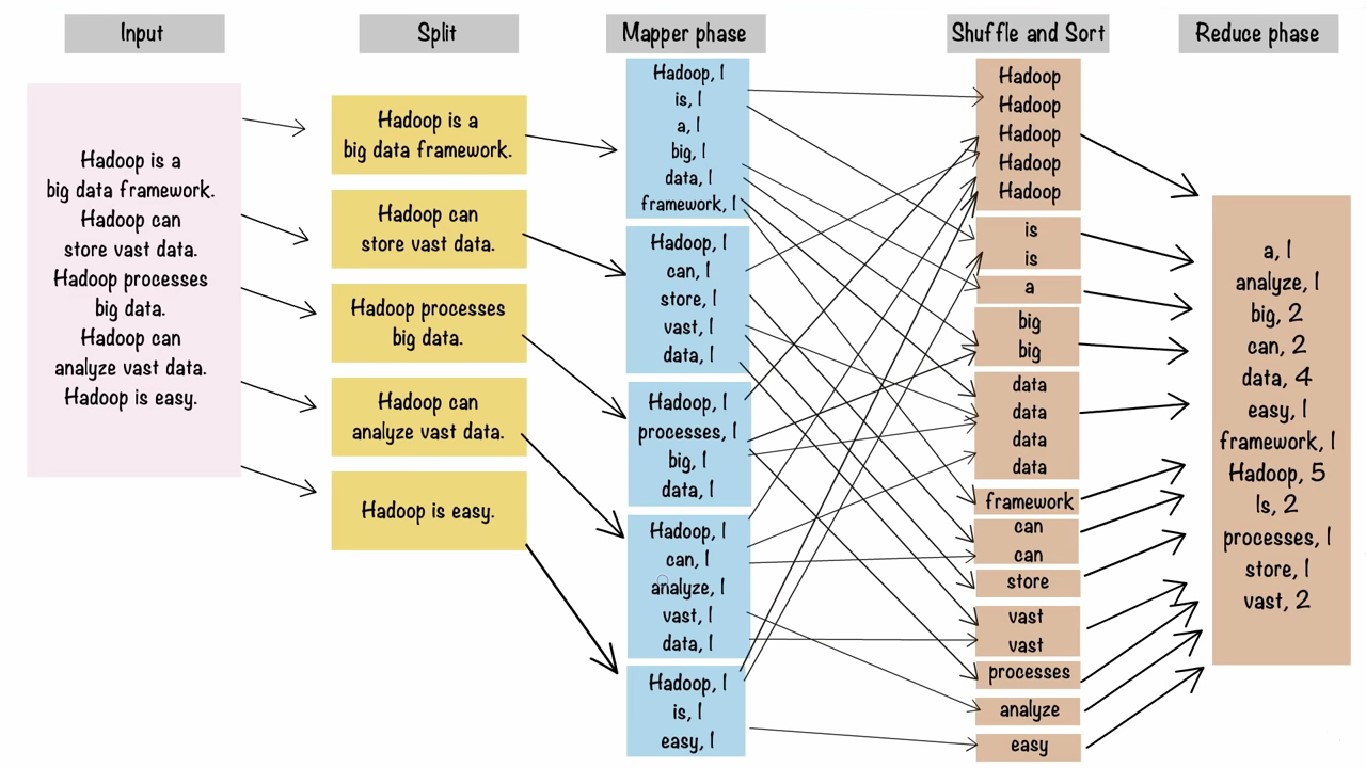 Input
Split
Mapper phase
Shuffle and Sort
Reduce phase
Hadoop is a
big data framework.
Hadoop can
store vast data.
Hadoop processes
big data.
Hadoop can
analyze vast data.
Hadoop is easy.
Hadoop is a
big data framework.
Hadoop can
store vast data.
Hadoop processes
big data.
Hadoop can
analyze vast data.
Hadoop is easy.
Hadoop, 1
is, 1
a, 1
big, 1
data, 1
framework, 1
Hadoop, 1
can, 1
store, 1
vast, 1
data, 1
Hadoop, 1
processes, 1
big, 1
data, 1
Hadoop, 1
can, 1
analyze, 1
vast, 1
data, 1
Hadoop, 1
is, 1
easy, 1
Hadoop
Hadoop
Hadoop
Hadoop
Hadoop
is
is
a
big
big
data
data
data
data
framework
can
can
store
vast
vast
processes
analyze
easy
a, 1
analyze, 1
big, 2
can, 2
data, 4
easy, 1
framework, 1
Hadoop, 5
Is, 2
processes, 1
store, 1
vast, 2